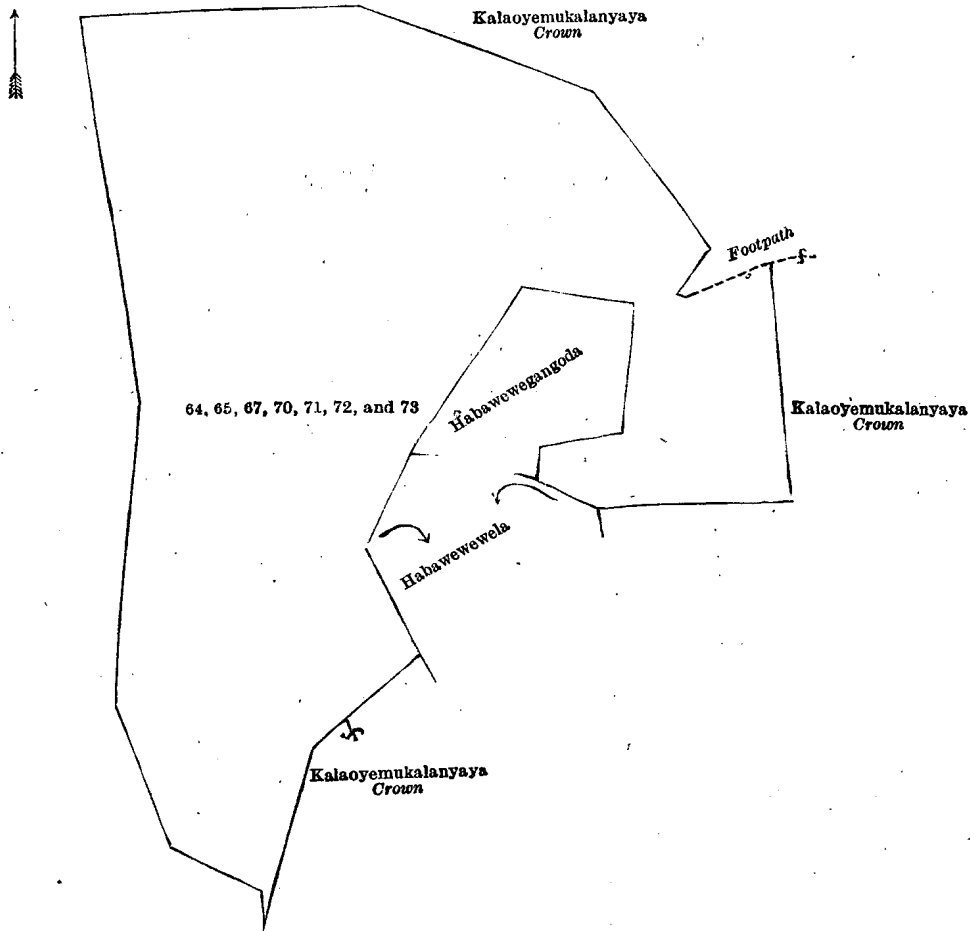 Kalaoyemukalanyaya
Crown
Footpath
Habawewegangoda
64, 65, 67, 70, 71, 72, and 73
Kalaoyemukalanyaya
Crown
Habawewewela
Kalaoyemukalanyaya
Crown